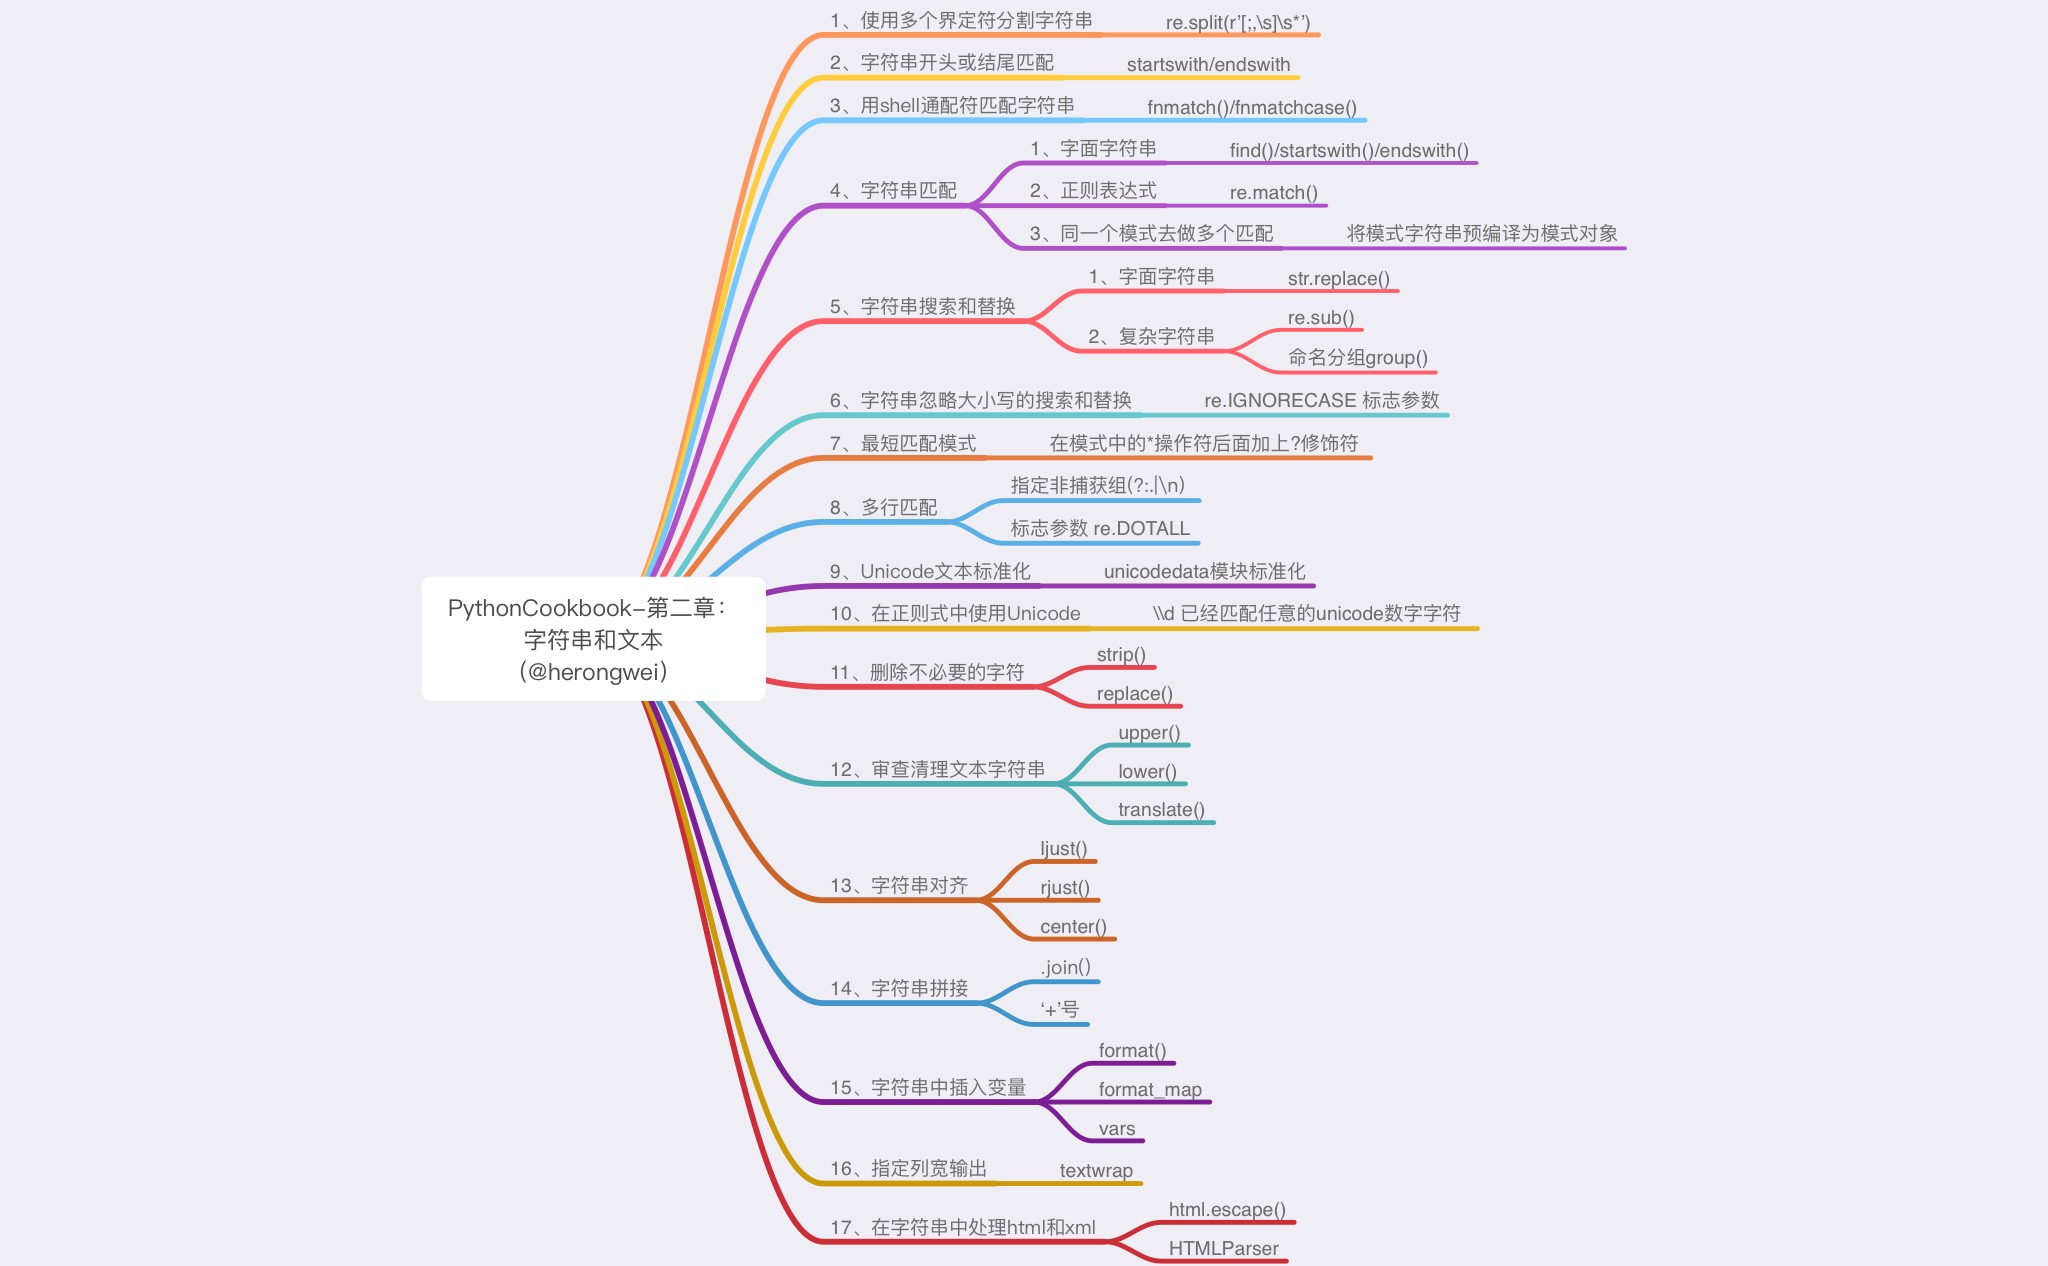 PythonCookbook-第二章：
字符串和文本
（@herongwei）
1、使用多个界定符分割字符串
re.split(r'[;,\s]\s*')
2、字符串开头或结尾匹配
startswith/endswith
3、用shell通配符匹配字符串
fnmatch()/fnmatchcase()
4、字符串匹配
1、字面字符串
find()/startswith()/endswith()
2、正则表达式
re.match()
3、同一个模式去做多个匹配
将模式字符串预编译为模式对象
5、字符串搜索和替换
1、字面字符串
str.replace()
2、复杂字符串
re.sub()
命名分组group()
6、字符串忽略大小写的搜索和替换
re.IGNORECASE 标志参数
7、最短匹配模式
在模式中的*操作符后面加上?修饰符
8、多行匹配
指定非捕获组(?:.|\n)
标志参数 re.DOTALL
9、Unicode文本标准化
unicodedata模块标准化
10、在正则式中使用Unicode
\\d 已经匹配任意的unicode数字字符
11、删除不必要的字符
strip()
replace()
12、审查清理文本字符串
upper()
lower()
translate()
13、字符串对齐
ljust()
rjust()
center()
14、字符串拼接
.join()
‘+’号
15、字符串中插入变量
format()
format_map
vars
16、指定列宽输出
textwrap
17、在字符串中处理html和xml
html.escape()
HTMLParser